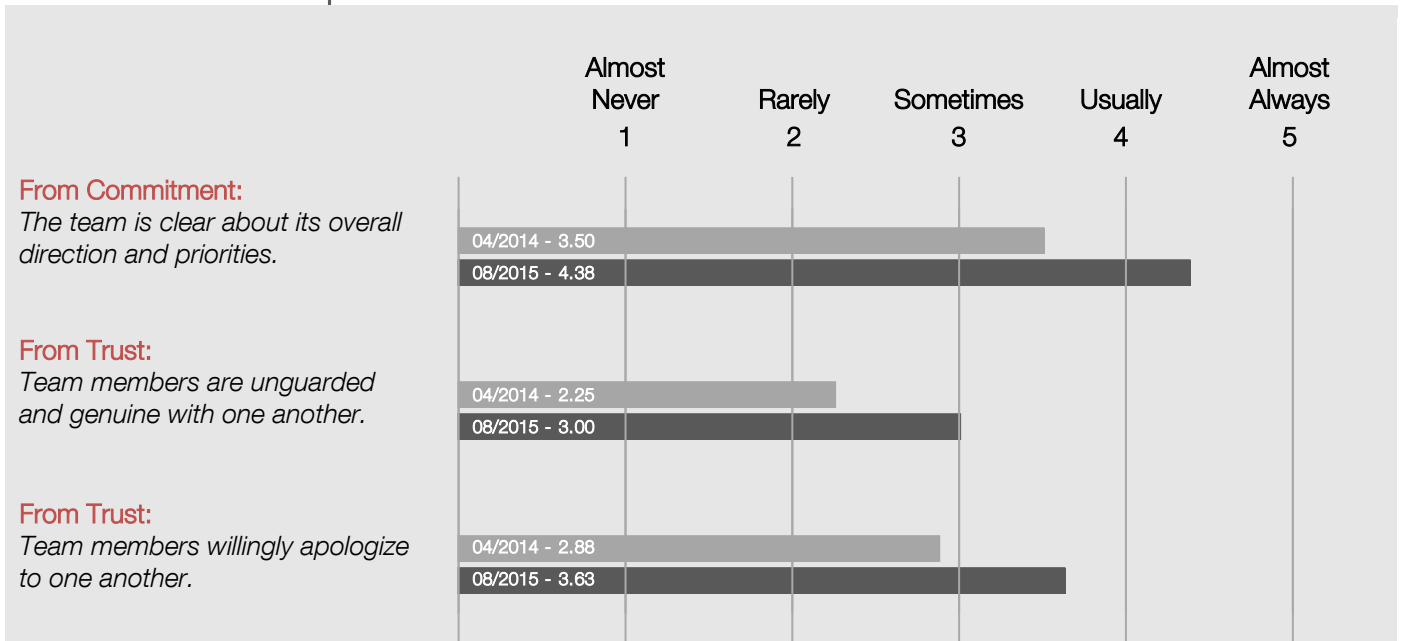 Almost
Never
Rarely
Sometimes
Usually
Almost
Always
1
2
3
4
5
From Commitment:
The team is clear about its overall
direction and priorities.
04/2014 - 3.50
08/2015 - 4.38
From Trust:
Team members are unguarded
and genuine with one another.
04/2014 - 2.25
08/2015 - 3.00
From Trust:
Team members willingly apologize
to one another.
04/2014 - 2.88
08/2015 - 3.63